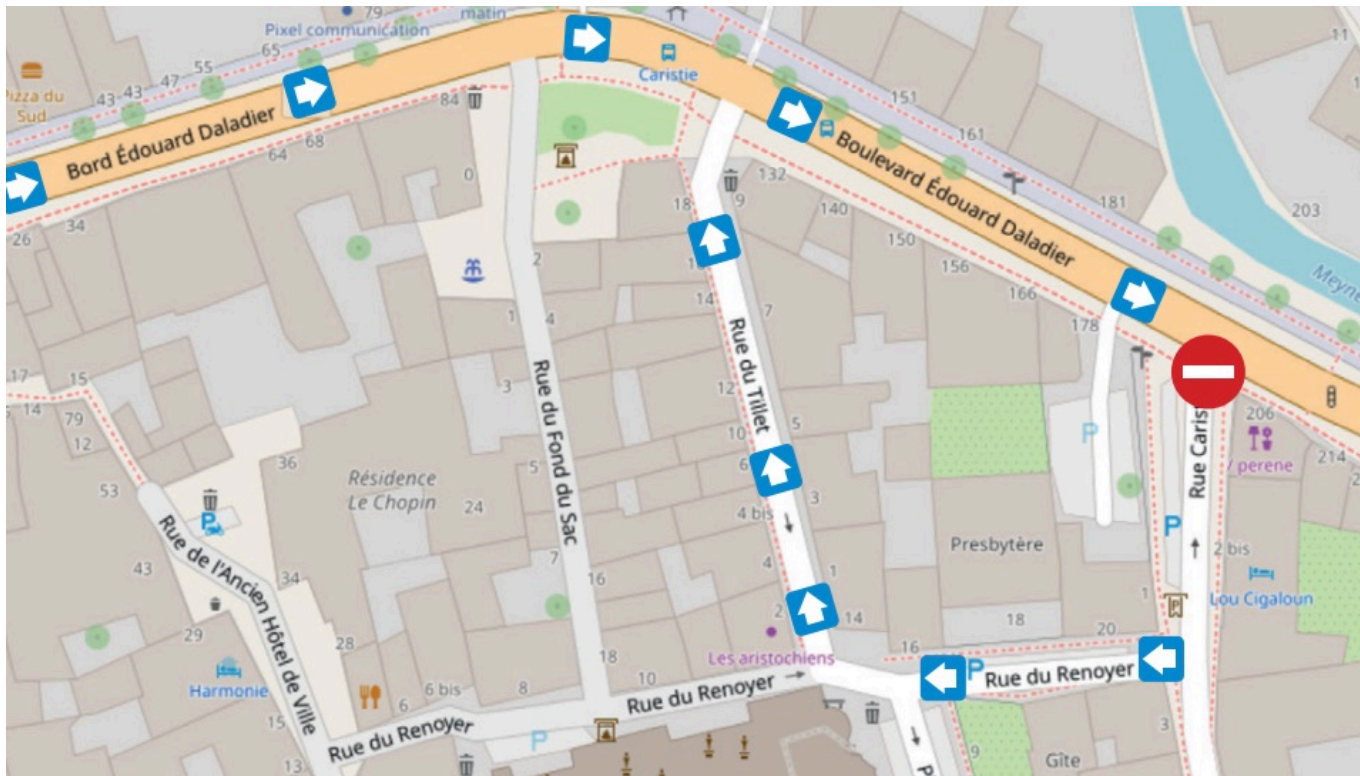 79
matin
Pixel communication
65
55
47
43
43
Pizza du
Sud
Caristie
84
68
64
Bord Édouard Daladier
151
161
181
203
11
Boulevard Édouard Daladier
132
140
150
156
166
178
34
26
0
18
9
2
14
7
1
4
Meyne
17
15
14
79
12
3
Rue du Fond du Sac
Rue du Tillet
12
5
10
6
3
4 bis
4
1
2
14
53
36
Résidence
Le Chopin
24
5
7
16
P
P
Rue Caris
206
perene
214
P
2 bis
Lou Cigaloun
P
Presbytère
1
18
20
16
43
Rue de l'Ancien Hôtel de Ville
34
29
28
Harmonie
15
13
18
10
8
6 bis
Les aristochiens
Rue du Renoyer
Rue du Renoyer
P
Rue du Renoyer
P
3
9
P
Gîte